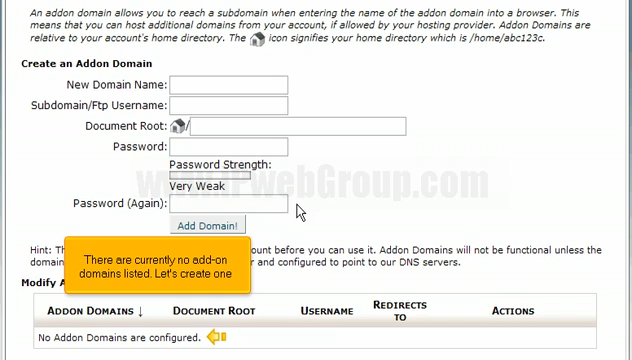 An addon domain allows you to reach a subdomain when entering the name of the addon domain into a browser. This
means that you can host additional domains from your account, if allowed by your hosting provider. Addon Domains are
relative to your account's home directory. The icon signifies your home directory which is /home/abc123c.
Create an Addon Domain
New Domain Name:
Subdomain/Ftp Username:
Document Root: /
Password:
Password Strength:
www.IPwebGroup.com
Very Weak
Password (Again):
Add Domain!
Hint: Th ount before you can use it. Addon Domains will not be functional unless the
There are currently no add-on
doma and configured to point to our DNS servers.
domains listed. Let's create one
Modify A
ADDON DOMAINS ↓ DOCUMENT ROOT USERNAME REDIRECTS TO ACTIONS
No Addon Domains are configured.